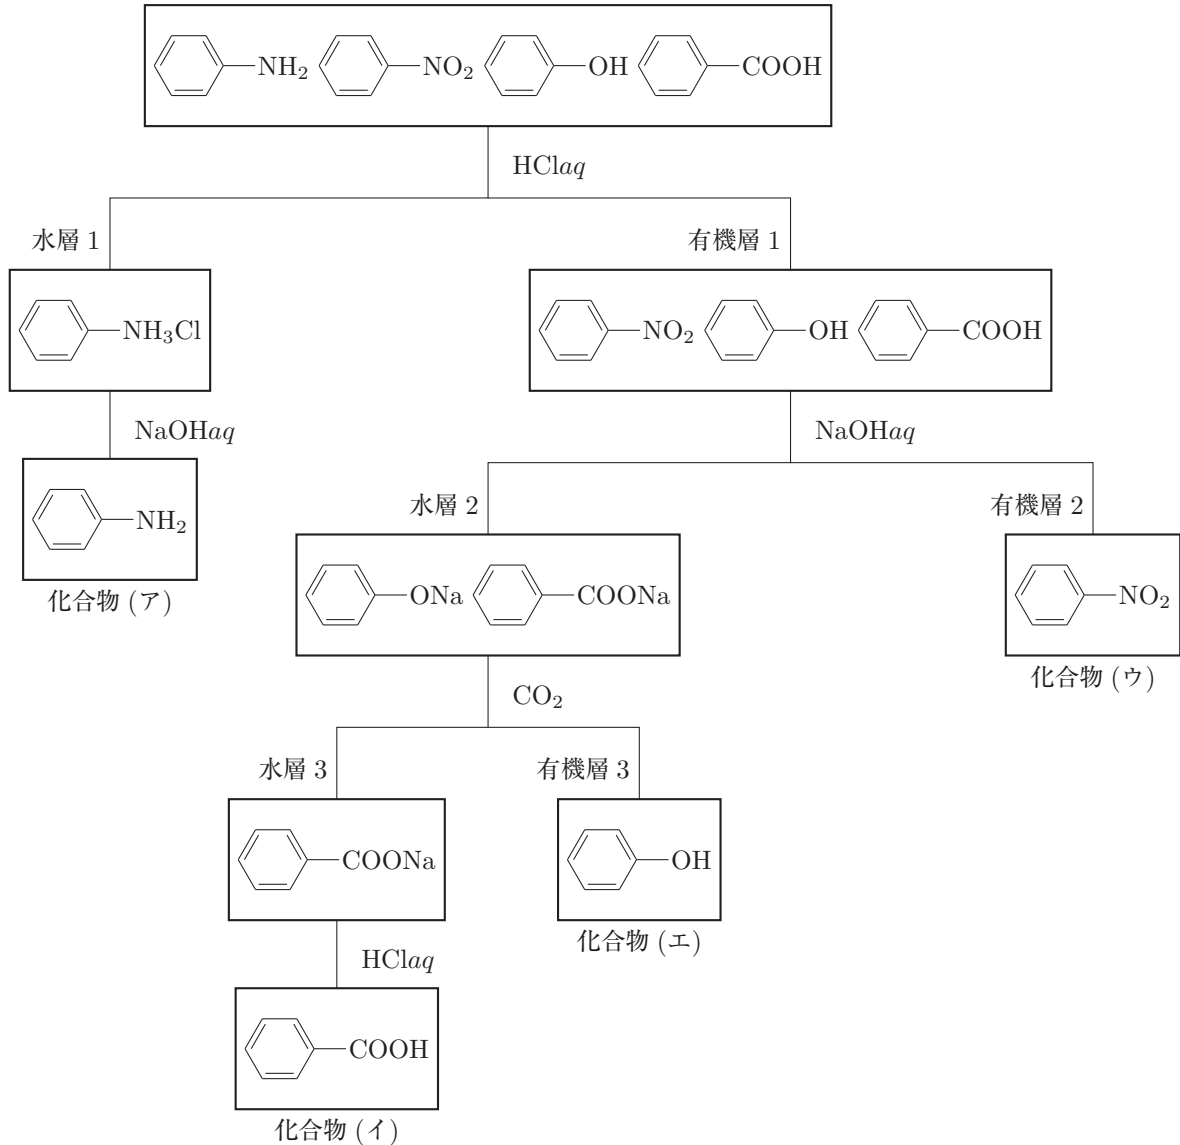 NH₂ NO₂ OH COOH
HClaq
水層 1 有機層 1
NH₃Cl NO₂ OH COOH
NaOHaq NaOHaq
水層 2 有機層 2
NH₂ ONa COONa NO₂
化合物 (ア)
化合物 (ウ)
CO₂
水層 3 有機層 3
COONa OH
化合物 (エ)
HClaq
COOH
化合物 (イ)